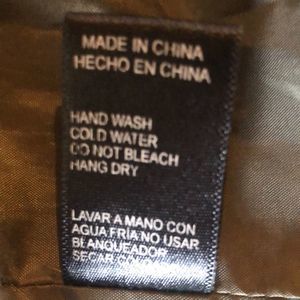 MADE IN CHINA
HECHO EN CHINA
HAND WASH
COLD WATER
DO NOT BLEACH
HANG DRY
LAVAR A MANO CON
AGUA FRIA NO USAR
BLANQUEADO
SECAR